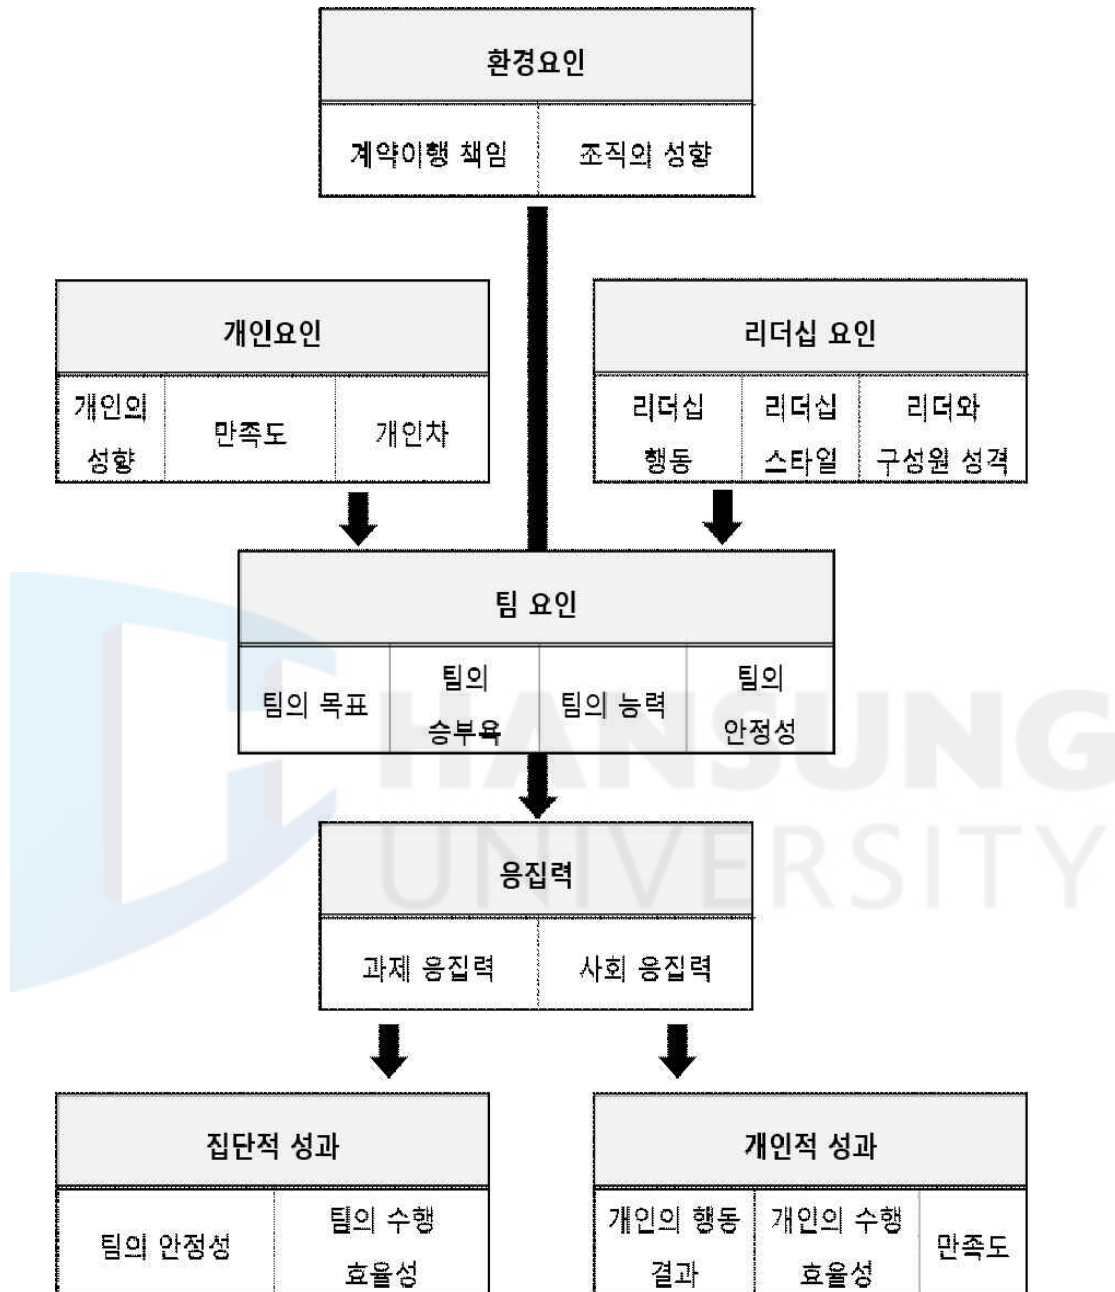 환경요인
계약이행 책임 조직의 성향
개인요인
개인의 성향 만족도 개인차
리더십 요인
리더십 행동 리더십 스타일 리더와 구성원 성격
팀 요인
팀의 목표 팀의 승부욕 팀의 능력 팀의 안정성
HANSUNG
UNIVERSITY
응집력
과제 응집력 사회 응집력
집단적 성과
팀의 안정성 팀의 수행 효율성
개인적 성과
개인의 행동 결과 개인의 수행 효율성 만족도